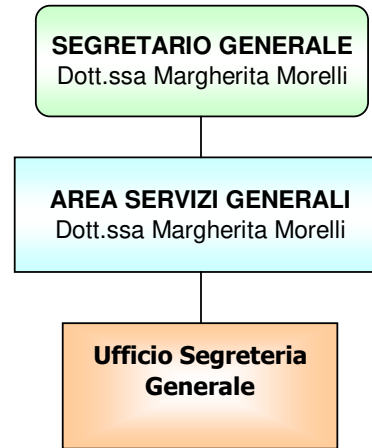 SEGRETARIO GENERALE
Dott.ssa Margherita Morelli
AREA SERVIZI GENERALI
Dott.ssa Margherita Morelli
Ufficio Segreteria
Generale